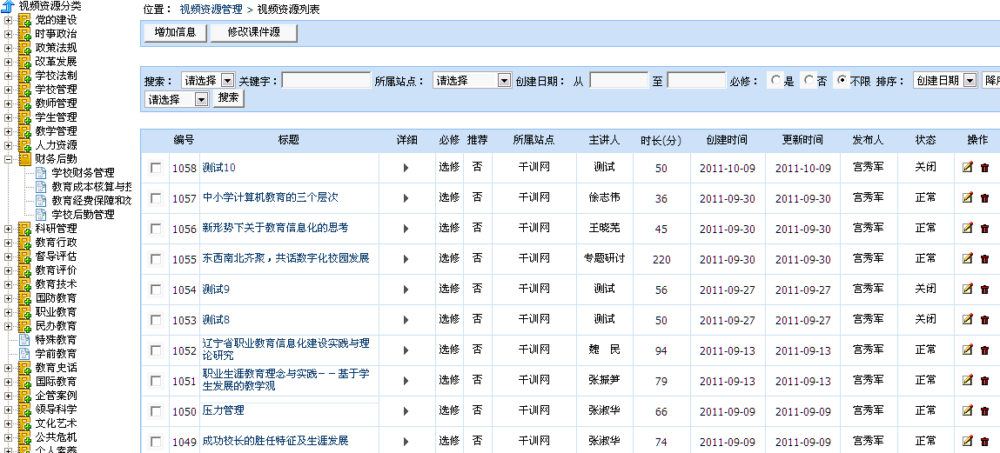 视频资源分类
党的建设
时事政治
政策法规
改革发展
学校法制
学校管理
教师管理
学生管理
教学管理
人力资源
财务后勤
学校财务管理
教育成本核算与
教育经费保障和
学校后勤管理
科研管理
教育行政
督导评估
教育评价
教育技术
国防教育
职业教育
民办教育
特殊教育
学前教育
教育史话
国际教育
企管案例
领导科学
文化艺术
公共危机
个人素养
位置： 视频资源管理 > 视频资源列表
增加信息 修改课件源
搜索： 请选择 关键字： 所属站点： 请选择 创建日期： 从 至 必修： 是 否 不限 排序： 创建日期 降
请选择 搜索
编号 标题 详细 必修 推荐 所属站点 主讲人 时长(分) 创建时间 更新时间 发布人 状态 操作
1058 测试10 选修 否 干训网 测试 50 2011-10-09 2011-10-09 宫秀军 关闭
1057 中小学计算机教育的三个层次 选修 否 干训网 徐志伟 36 2011-09-30 2011-09-30 宫秀军 正常
1056 新形势下关于教育信息化的思考 选修 否 干训网 王晓芜 45 2011-09-30 2011-09-30 宫秀军 正常
1055 东西南北齐聚，共话数字化校园发展 选修 否 干训网 专题研讨 220 2011-09-30 2011-09-30 宫秀军 正常
1054 测试9 选修 否 干训网 测试 56 2011-09-27 2011-09-27 宫秀军 关闭
1053 测试8 选修 否 干训网 测试 50 2011-09-27 2011-09-27 宫秀军 关闭
1052 辽宁省职业教育信息化建设实践与理论研究 选修 否 干训网 魏 民 94 2011-09-13 2011-09-13 宫秀军 正常
1051 职业生涯教育理念与实践－－基于学生发展的教学观 选修 否 干训网 张振笋 79 2011-09-13 2011-09-13 宫秀军 正常
1050 压力管理 选修 否 干训网 张淑华 66 2011-09-09 2011-09-09 宫秀军 正常
1049 成功校长的胜任特征及生涯发展 选修 否 干训网 张淑华 74 2011-09-09 2011-09-09 宫秀军 正常